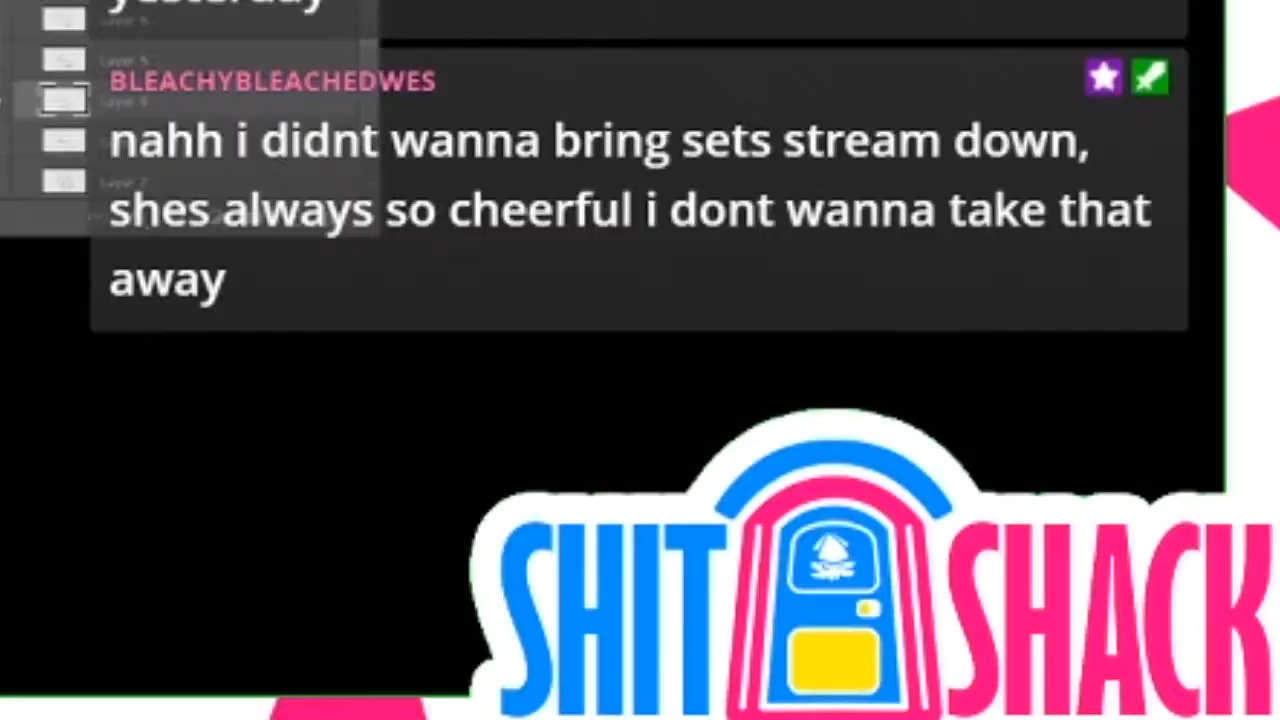 yesterday
BLEACHYBLEACHEDWES
nahh i didnt wanna bring sets stream down,
shes always so cheerful i dont wanna take that
away
SHIT SHACK